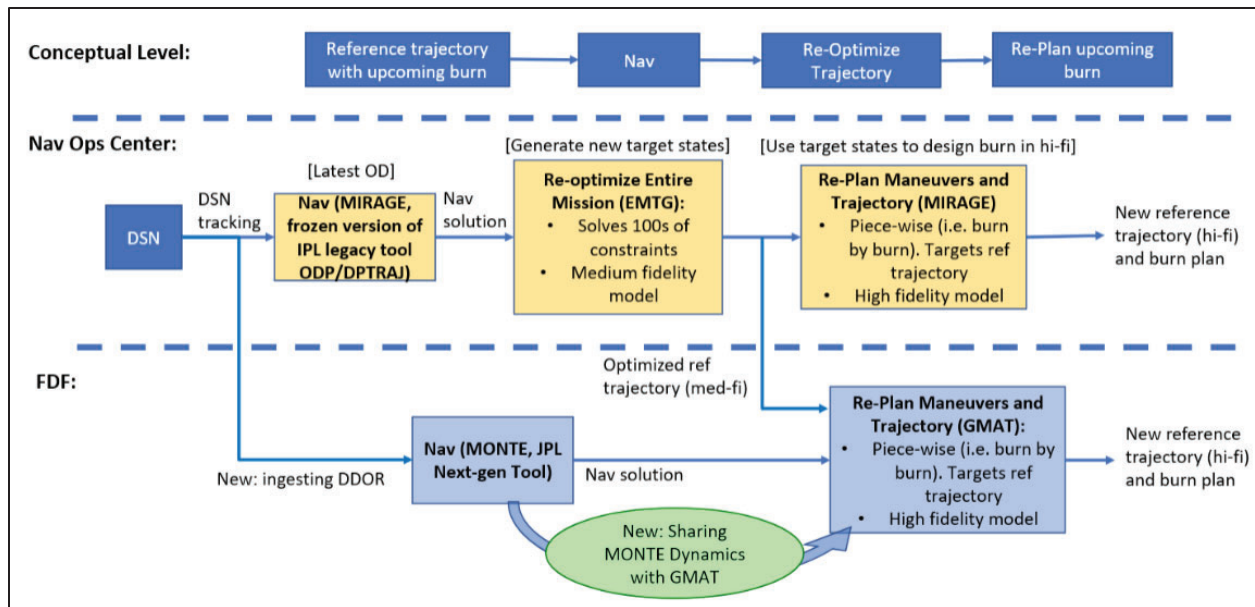 Conceptual Level:
Reference trajectory
with upcoming burn
Nav
Re-Optimize
Trajectory
Re-Plan upcoming
burn
Nav Ops Center:
DSN
DSN
tracking
[Latest OD]
Nav (MIRAGE,
frozen version of
IPL legacy tool
ODP/DPTRAJ)
Nav
solution
[Generate new target states]
Re-optimize Entire
Mission (EMTG):
• Solves 100s of
constraints
• Medium fidelity
model
[Use target states to design burn in hi-fi]
Re-Plan Maneuvers and
Trajectory (MIRAGE)
• Piece-wise (i.e. burn
by burn). Targets ref
trajectory
• High fidelity model
New reference
trajectory (hi-fi)
and burn plan
FDF:
New: ingesting DDOR
Nav (MONTE, JPL
Next-gen Tool)
Nav solution
Optimized ref
trajectory (med-fi)
Re-Plan Maneuvers and
Trajectory (GMAT):
• Piece-wise (i.e. burn by
burn). Targets ref
trajectory
• High fidelity model
New reference
trajectory (hi-fi)
and burn plan
New: Sharing
MONTE Dynamics
with GMAT